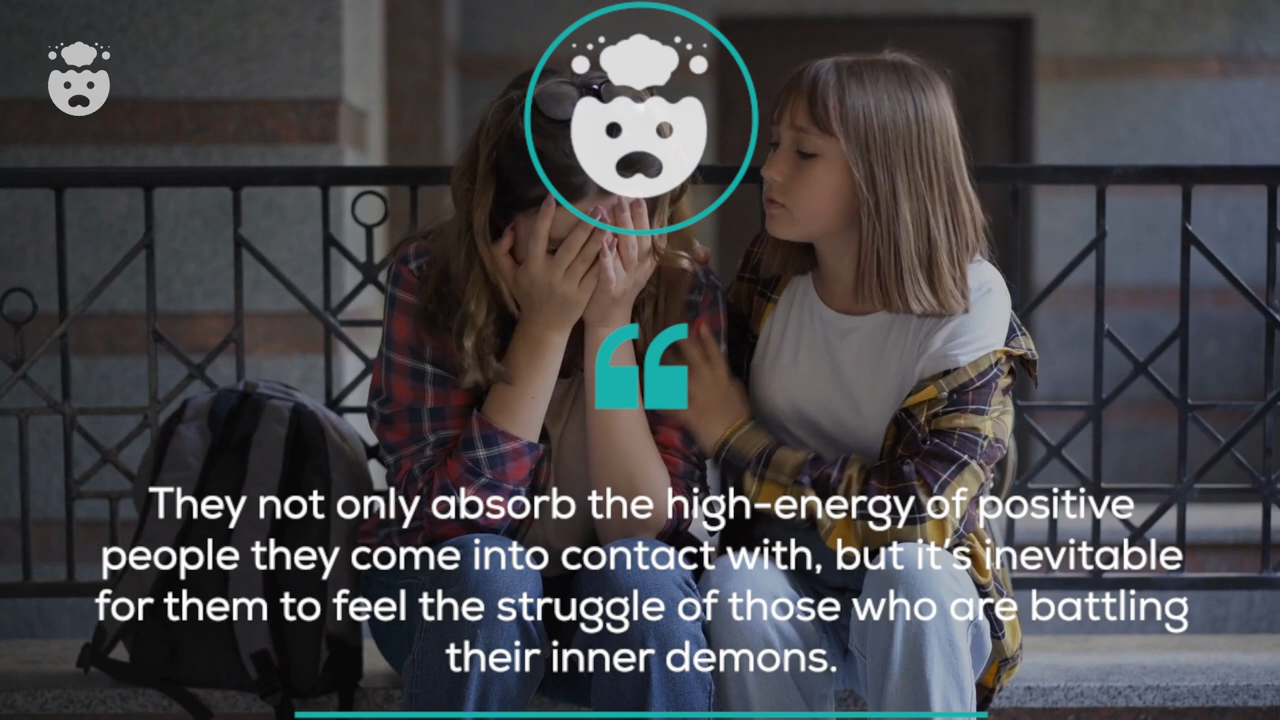 They not only absorb the high-energy of positive
people they come into contact with, but it's inevitable
for them to feel the struggle of those who are battling
their inner demons.